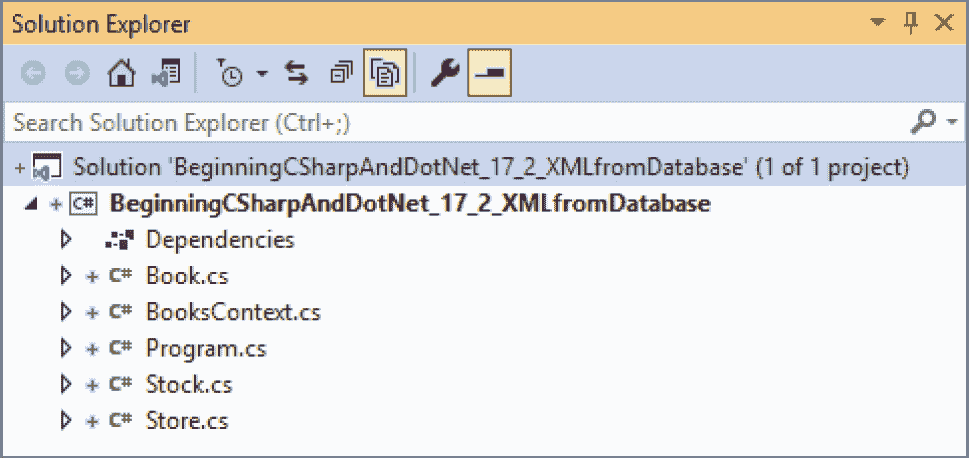 Solution Explorer
Search Solution Explorer (Ctrl+;)
Solution 'BeginningCSharpAndDotNet_17_2_XMLfromDatabase' (1 of 1 project)
C# BeginningCSharpAndDotNet_17_2_XMLfromDatabase
Dependencies
C# Book.cs
C# BooksContext.cs
C# Program.cs
C# Stock.cs
C# Store.cs